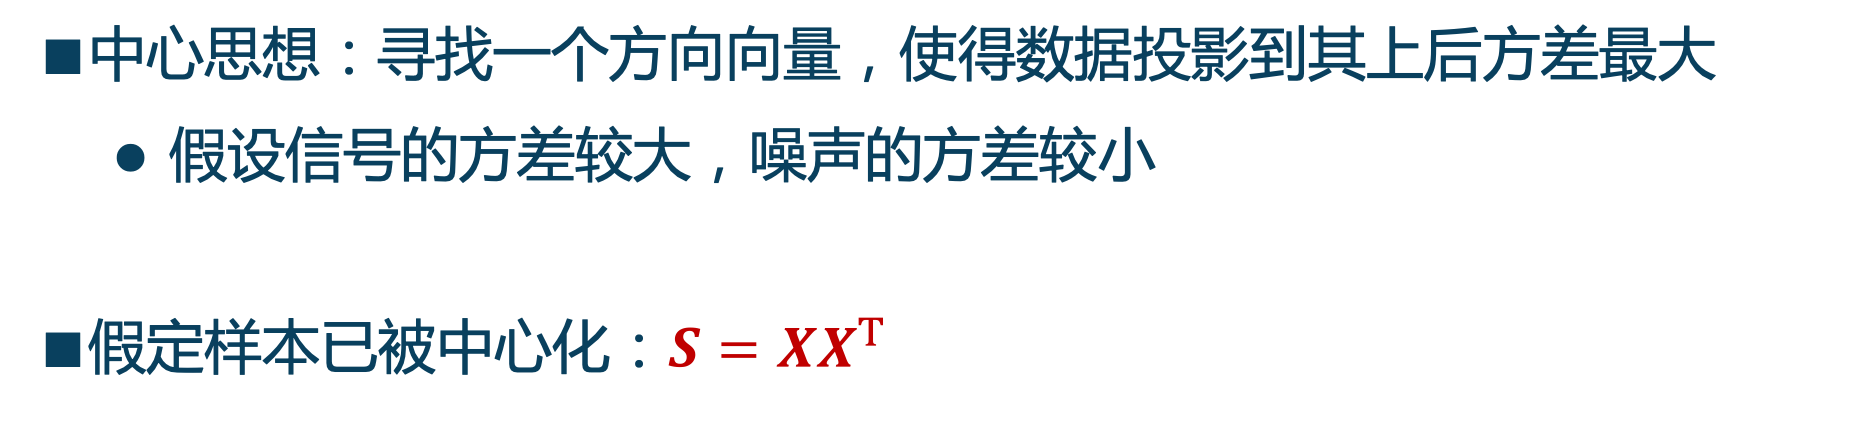 ■中心思想：寻找一个方向向量，使得数据投影到其上后方差最大
● 假设信号的方差较大，噪声的方差较小
■假定样本已被中心化：S = XXᵀ